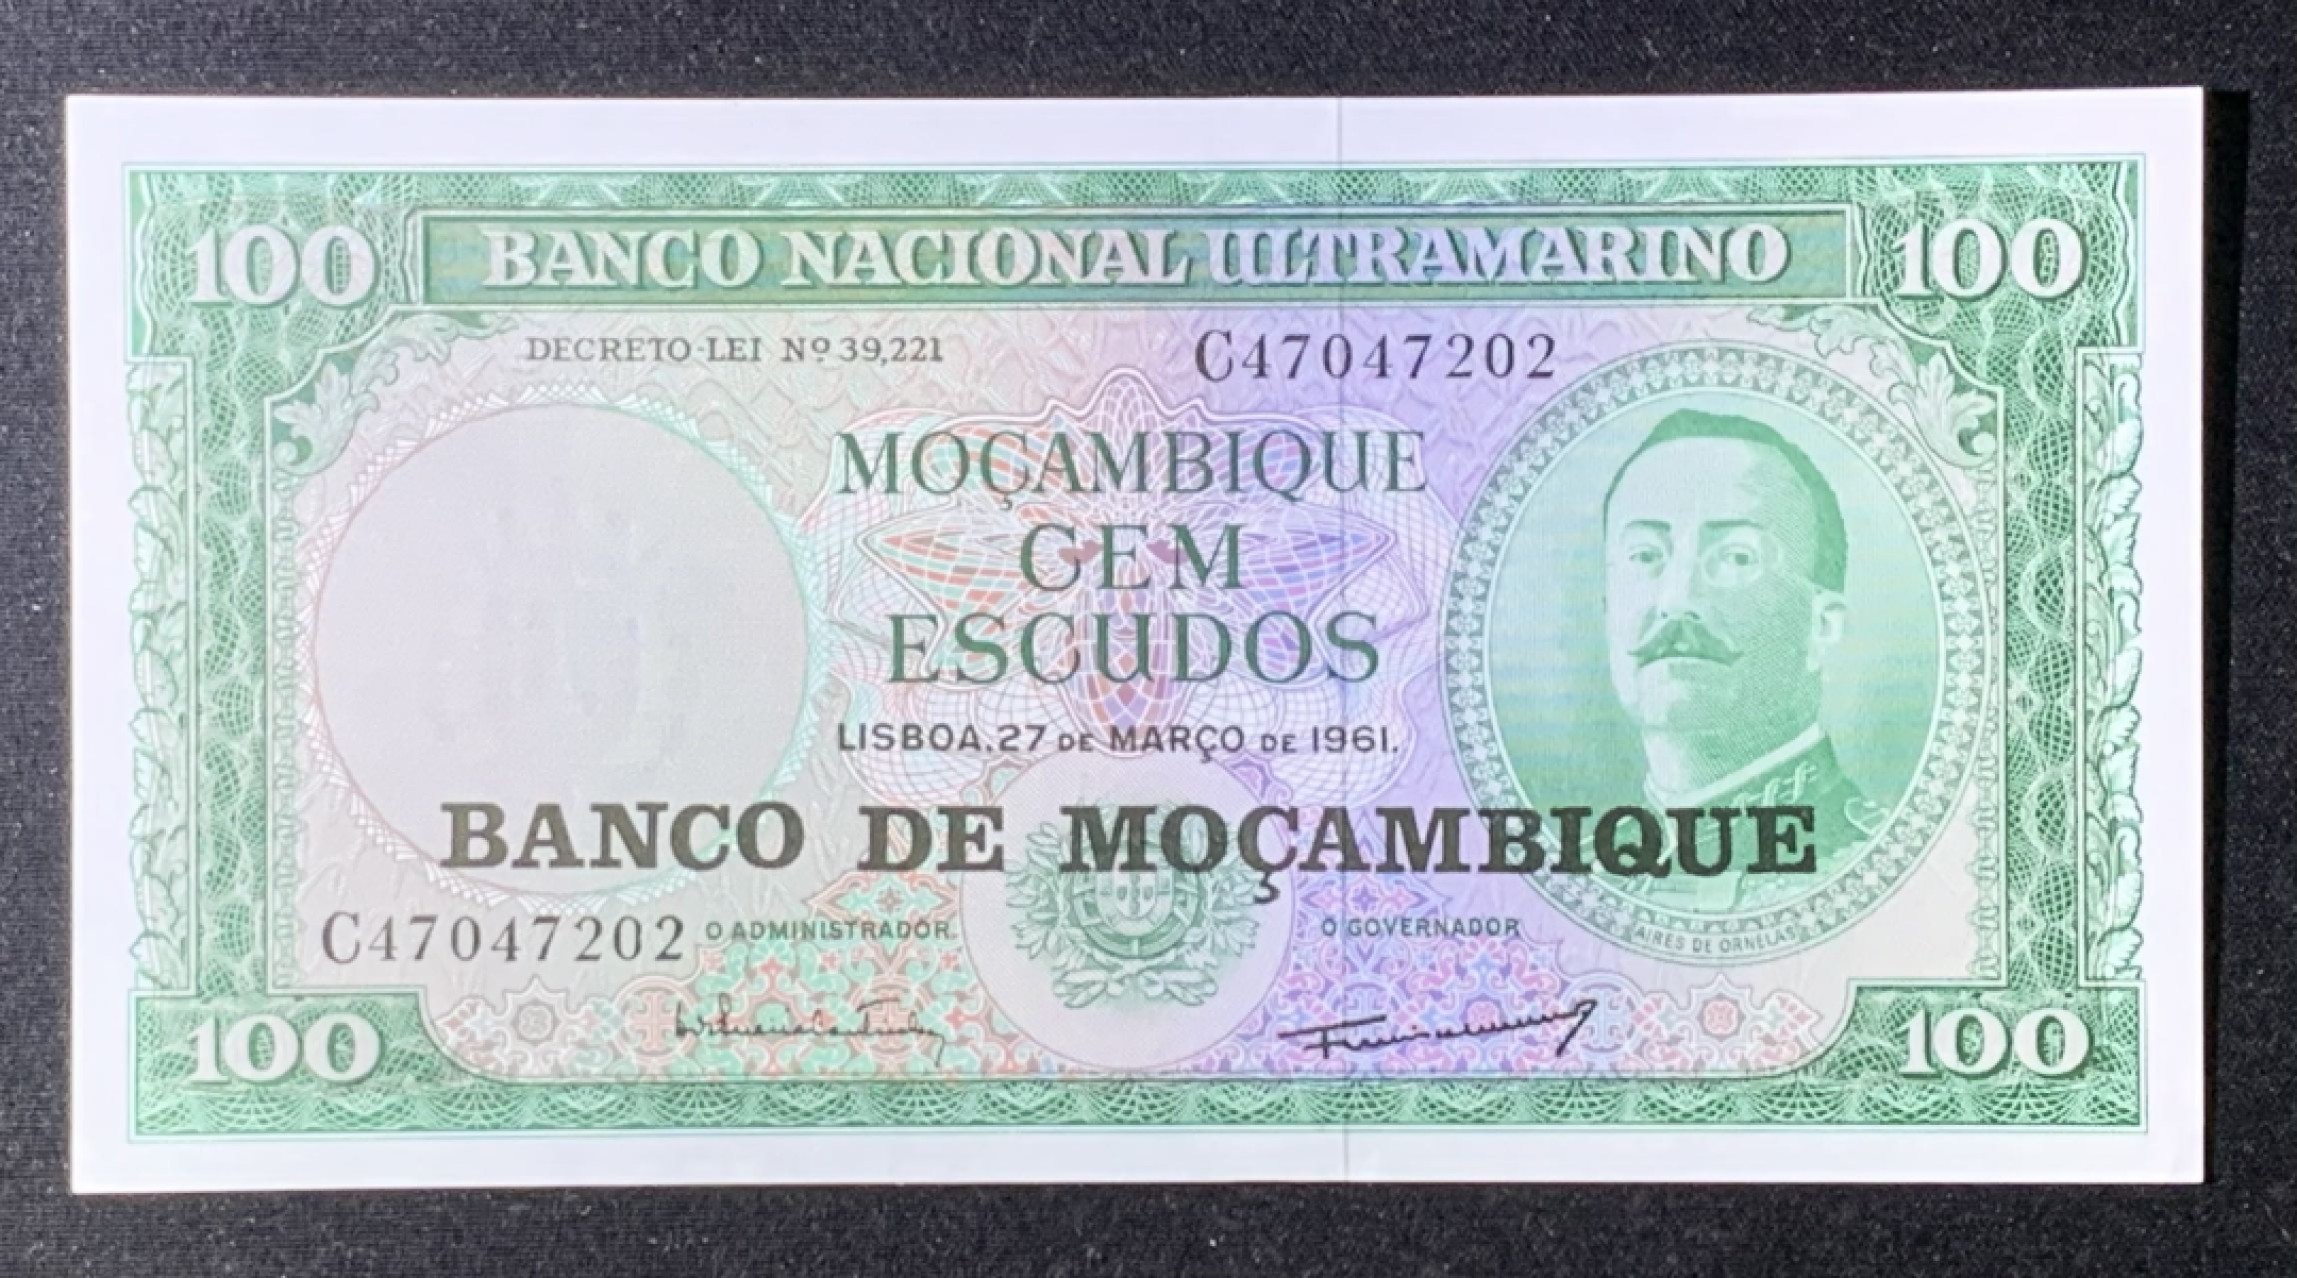 100 BANCO NACIONAL ULTRAMARINO 100
DECRETO-LEI Nº 39,221
C47047202
MOÇAMBIQUE
CEM
ESCUDOS
LISBOA, 27 DE MARÇO DE 1961.
BANCO DE MOÇAMBIQUE
C47047202
O ADMINISTRADOR
O GOVERNADOR
AIRES DE ORNELAS
100
100